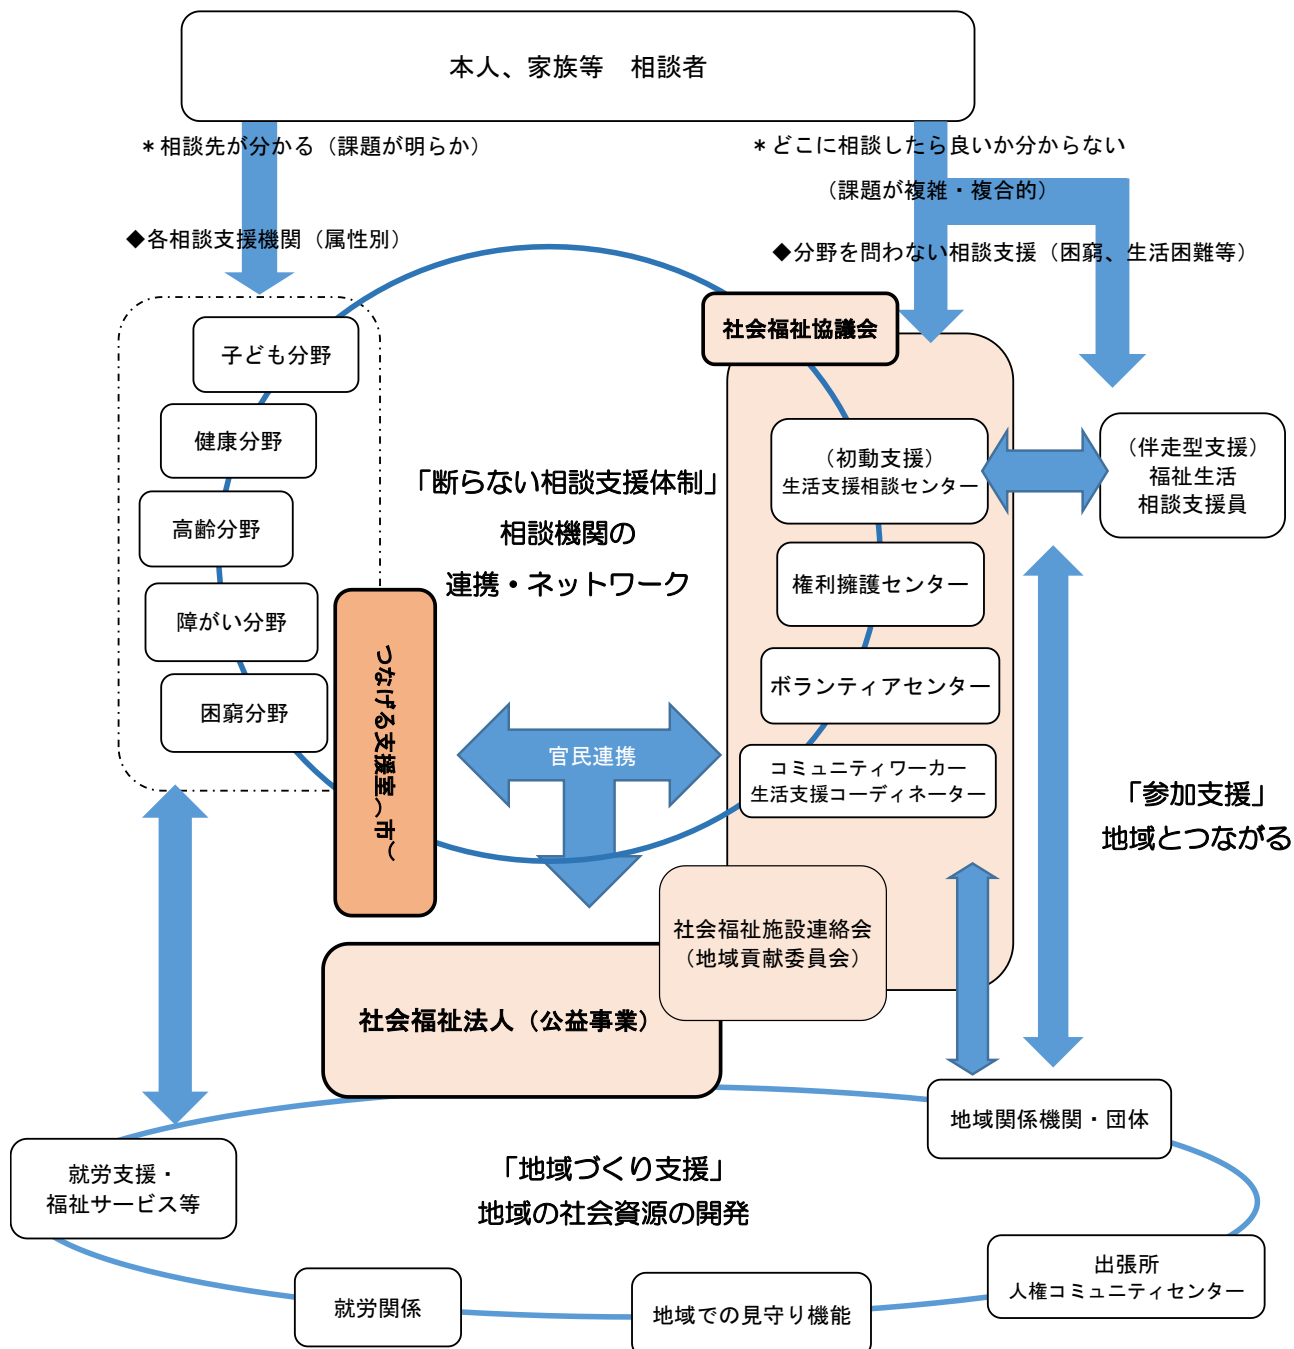 本人、家族等　相談者
＊相談先が分かる（課題が明らか）
＊どこに相談したら良いか分からない
（課題が複雑・複合的）
◆各相談支援機関（属性別）
◆分野を問わない相談支援（困窮、生活困難等）
社会福祉協議会
子ども分野
健康分野
高齢分野
障がい分野
困窮分野
「断らない相談支援体制」
相談機関の
連携・ネットワーク
（初動支援）
生活支援相談センター
（伴走型支援）
福祉生活
相談支援員
権利擁護センター
ボランティアセンター
コミュニティワーカー
生活支援コーディネーター
つなげる支援室（市）
官民連携
「参加支援」
地域とつながる
社会福祉施設連絡会
（地域貢献委員会）
社会福祉法人（公益事業）
地域関係機関・団体
就労支援・
福祉サービス等
「地域づくり支援」
地域の社会資源の開発
出張所
人権コミュニティセンター
就労関係
地域での見守り機能